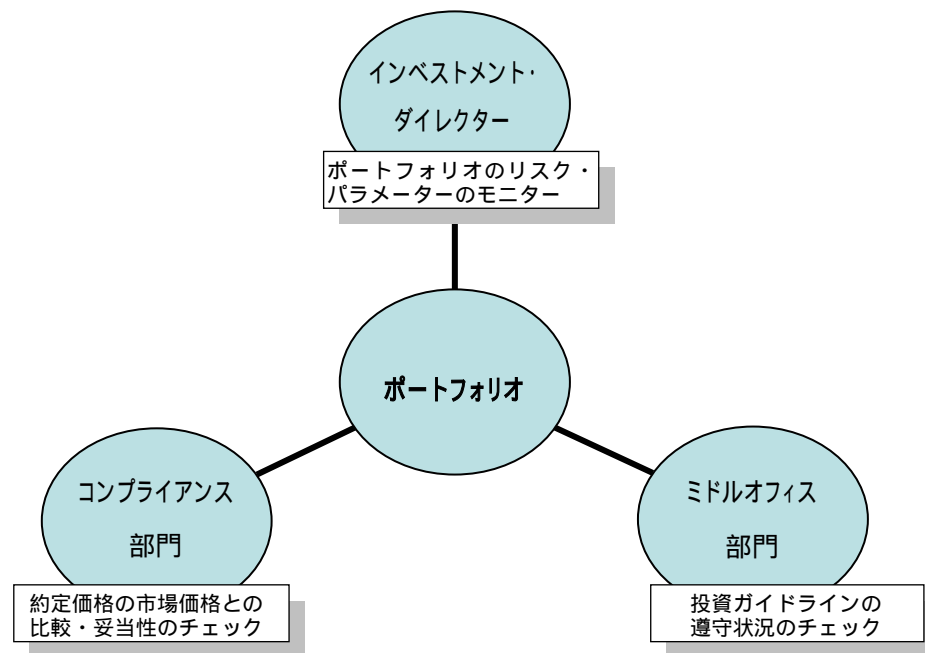 インベストメント・
ダイレクター
ポートフォリオのリスク・
パラメーターのモニター
ポートフォリオ
コンプライアンス
部門
約定価格の市場価格との
比較・妥当性のチェック
ミドルオフィス
部門
投資ガイドラインの
遵守状況のチェック